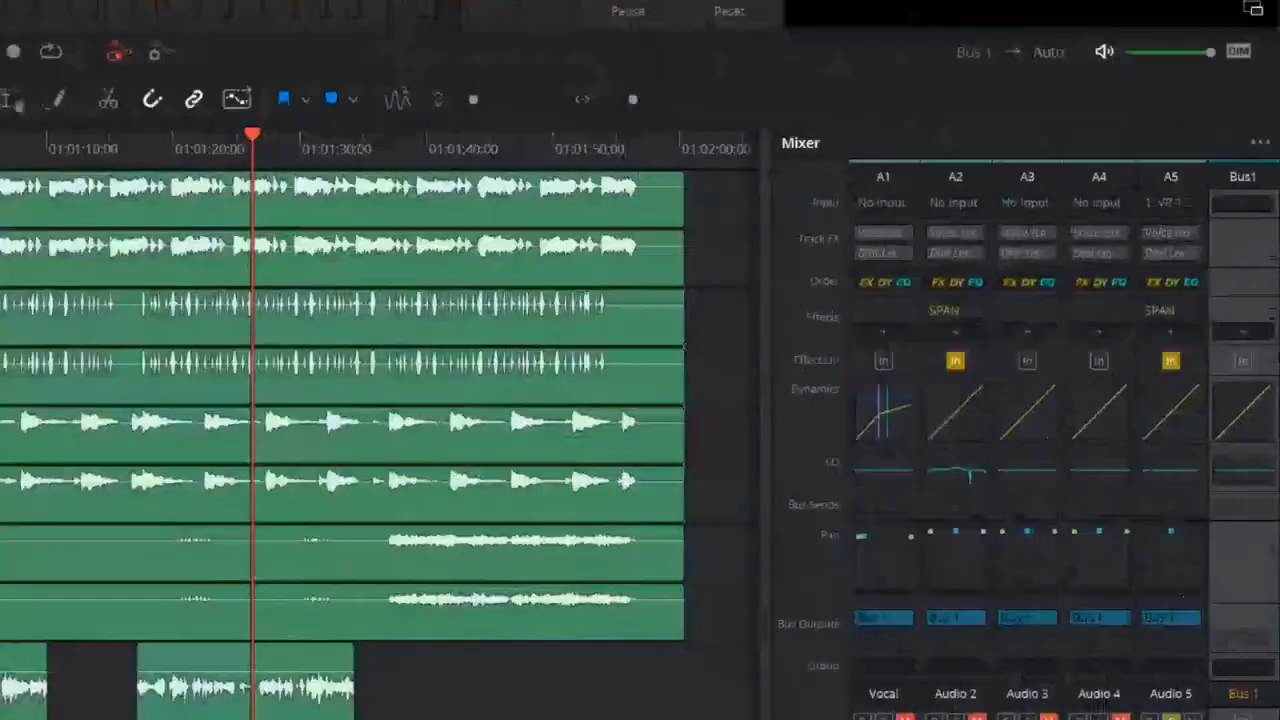 Pause Reset
Bus 1 → Auto DIM
01:01:10:00 01:01:20:00 01:01:30:00 01:01:40:00 01:01:50:00 01:02:00:00
Mixer
A1 A2 A3 A4 A5 Bus1
Input No Input No Input No Input No Input
Track FX
Order FX DY EQ FX DY EQ FX DY EQ FX DY EQ FX DY EQ
Effects SPAN SPAN
In In In In In In
Dynamics
EQ
Bus Sends
Pan
Bus Outputs Bus 1 Bus 1 Bus 1 Bus 1 Bus 1
Group
Vocal Audio 2 Audio 3 Audio 4 Audio 5 Bus 1